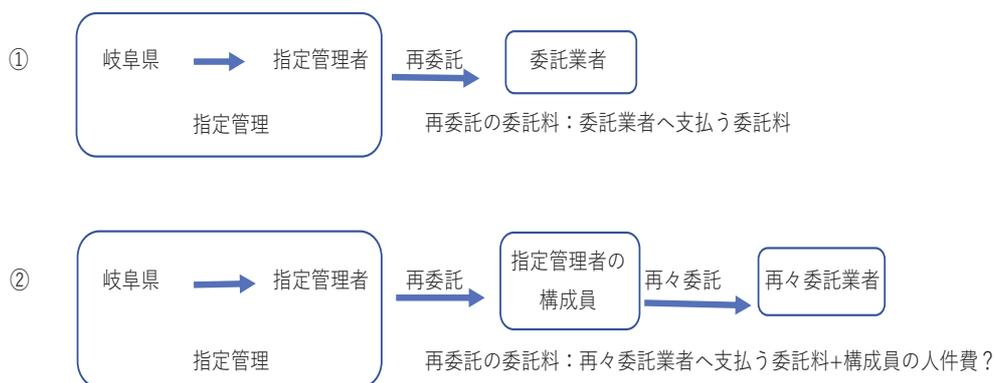 ①
岐阜県 指定管理者 再委託 委託業者
指定管理
再委託の委託料：委託業者へ支払う委託料
②
岐阜県 指定管理者 再委託 指定管理者の
構成員 再々委託 再々委託業者
指定管理
再委託の委託料：再々委託業者へ支払う委託料+構成員の人件費？